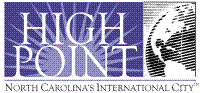 HIGH
POINT
NORTH CAROLINA'S INTERNATIONAL CITY™